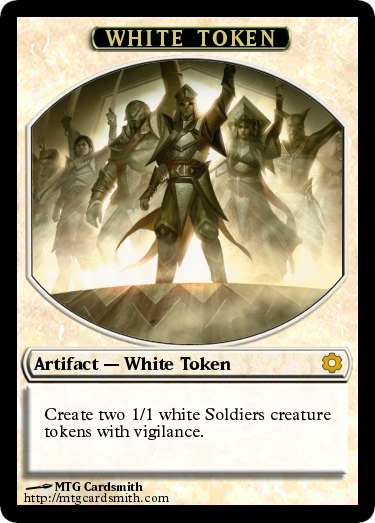 WHITE TOKEN
Artifact — White Token
Create two 1/1 white Soldiers creature
tokens with vigilance.
MTG Cardsmith
http://mtgcardsmith.com